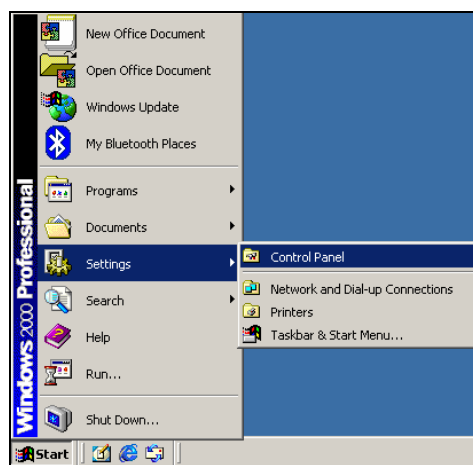 New Office Document
Open Office Document
Windows Update
My Bluetooth Places
Programs
Documents
Settings
Search
Help
Run...
Shut Down...
Control Panel
Network and Dial-up Connections
Printers
Taskbar & Start Menu...
Windows 2000 Professional
Start